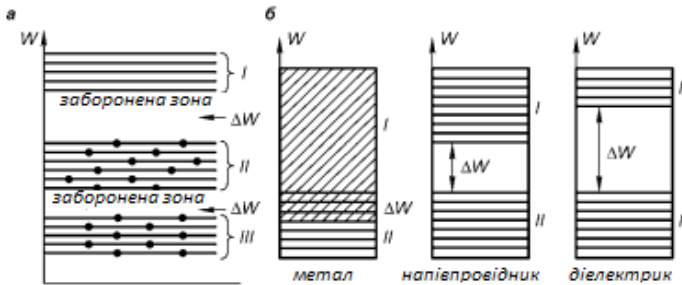 а
W
I
заборонена зона
ΔW
II
заборонена зона
ΔW
III
б
W
I
ΔW
II
метал
W
I
ΔW
II
напівпровідник
W
I
ΔW
I
діелектрик